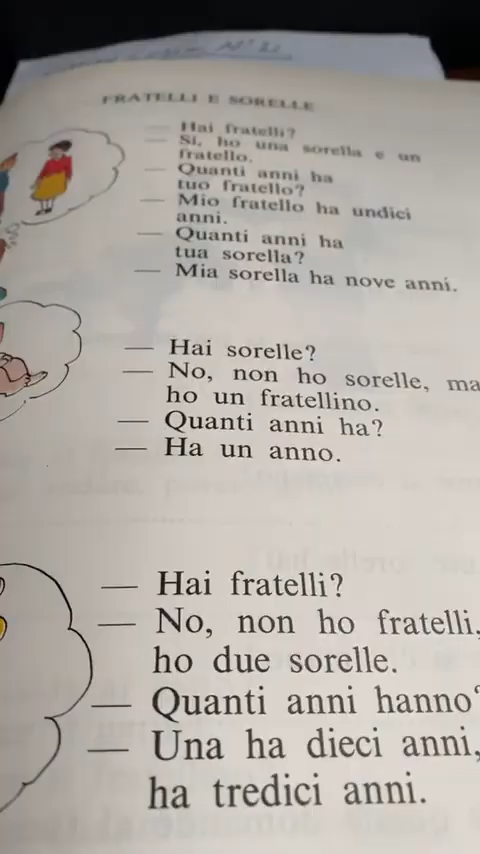 FRATELLI E SORELLE
— Hai fratelli?
— Sì, ho una sorella e un
fratello.
— Quanti anni ha
tuo fratello?
— Mio fratello ha undici
anni.
— Quanti anni ha
tua sorella?
— Mia sorella ha nove anni.
— Hai sorelle?
— No, non ho sorelle, ma
ho un fratellino.
— Quanti anni ha?
— Ha un anno.
— Hai fratelli?
— No, non ho fratelli,
ho due sorelle.
— Quanti anni hanno?
— Una ha dieci anni,
ha tredici anni.